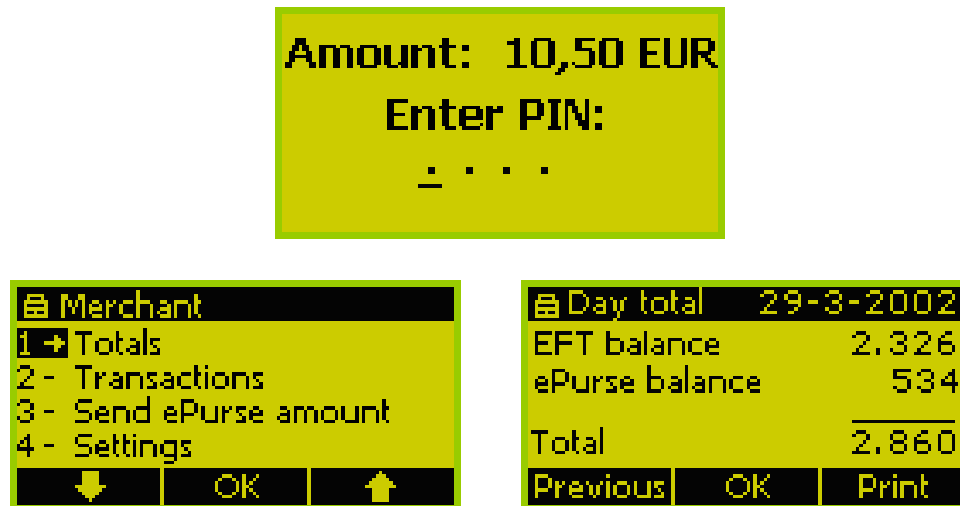 Amount: 10,50 EUR
Enter PIN:
Merchant
1 → Totals
2 - Transactions
3 - Send ePurse amount
4 - Settings
OK
Day total 29-3-2002
EFT balance 2.326
ePurse balance 534
Total 2.860
Previous OK Print